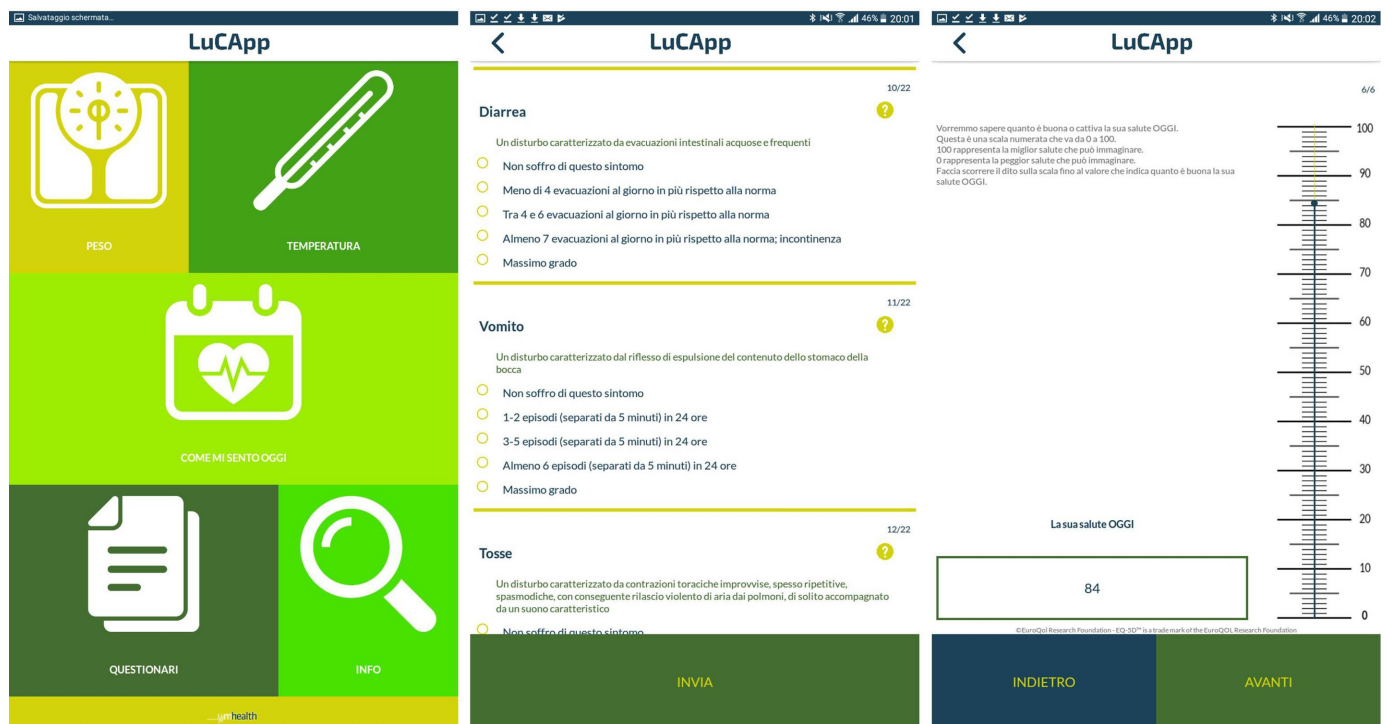 Salvataggio schermata...
LuCApp
PESO
TEMPERATURA
COME MI SENTO OGGI
QUESTIONARI
INFO
mhealth
46% 20:01
LuCApp
10/22
Diarrea
?
Un disturbo caratterizzato da evacuazioni intestinali acquose e frequenti
Non soffro di questo sintomo
Meno di 4 evacuazioni al giorno in più rispetto alla norma
Tra 4 e 6 evacuazioni al giorno in più rispetto alla norma
Almeno 7 evacuazioni al giorno in più rispetto alla norma; incontinenza
Massimo grado
11/22
Vomito
?
Un disturbo caratterizzato dal riflesso di espulsione del contenuto dello stomaco della
bocca
Non soffro di questo sintomo
1-2 episodi (separati da 5 minuti) in 24 ore
3-5 episodi (separati da 5 minuti) in 24 ore
Almeno 6 episodi (separati da 5 minuti) in 24 ore
Massimo grado
12/22
Tosse
?
Un disturbo caratterizzato da contrazioni toraciche improvvise, spesso ripetitive,
spasmodiche, con conseguente rilascio violento di aria dai polmoni, di solito accompagnato
da un suono caratteristico
Non soffro di questo sintomo
INVIA
46% 20:02
LuCApp
6/6
Vorremmo sapere quanto è buona o cattiva la sua salute OGGI.
Questa è una scala numerata che va da 0 a 100.
100 rappresenta la miglior salute che può immaginare.
0 rappresenta la peggior salute che può immaginare.
Faccia scorrere il dito sulla scala fino al valore che indica quanto è buona la sua
salute OGGI.
100
90
80
70
60
50
40
30
20
10
0
La sua salute OGGI
84
©EuroQol Research Foundation - EQ-5D™ is a trade mark of the EuroQOL Research Foundation
INDIETRO
AVANTI